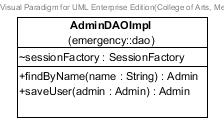 Visual Paradigm for UML Enterprise Edition(College of Arts, Me
AdminDAOImpl
(emergency::dao)
~sessionFactory : SessionFactory
+findByName(name : String) : Admin
+saveUser(admin : Admin) : Admin